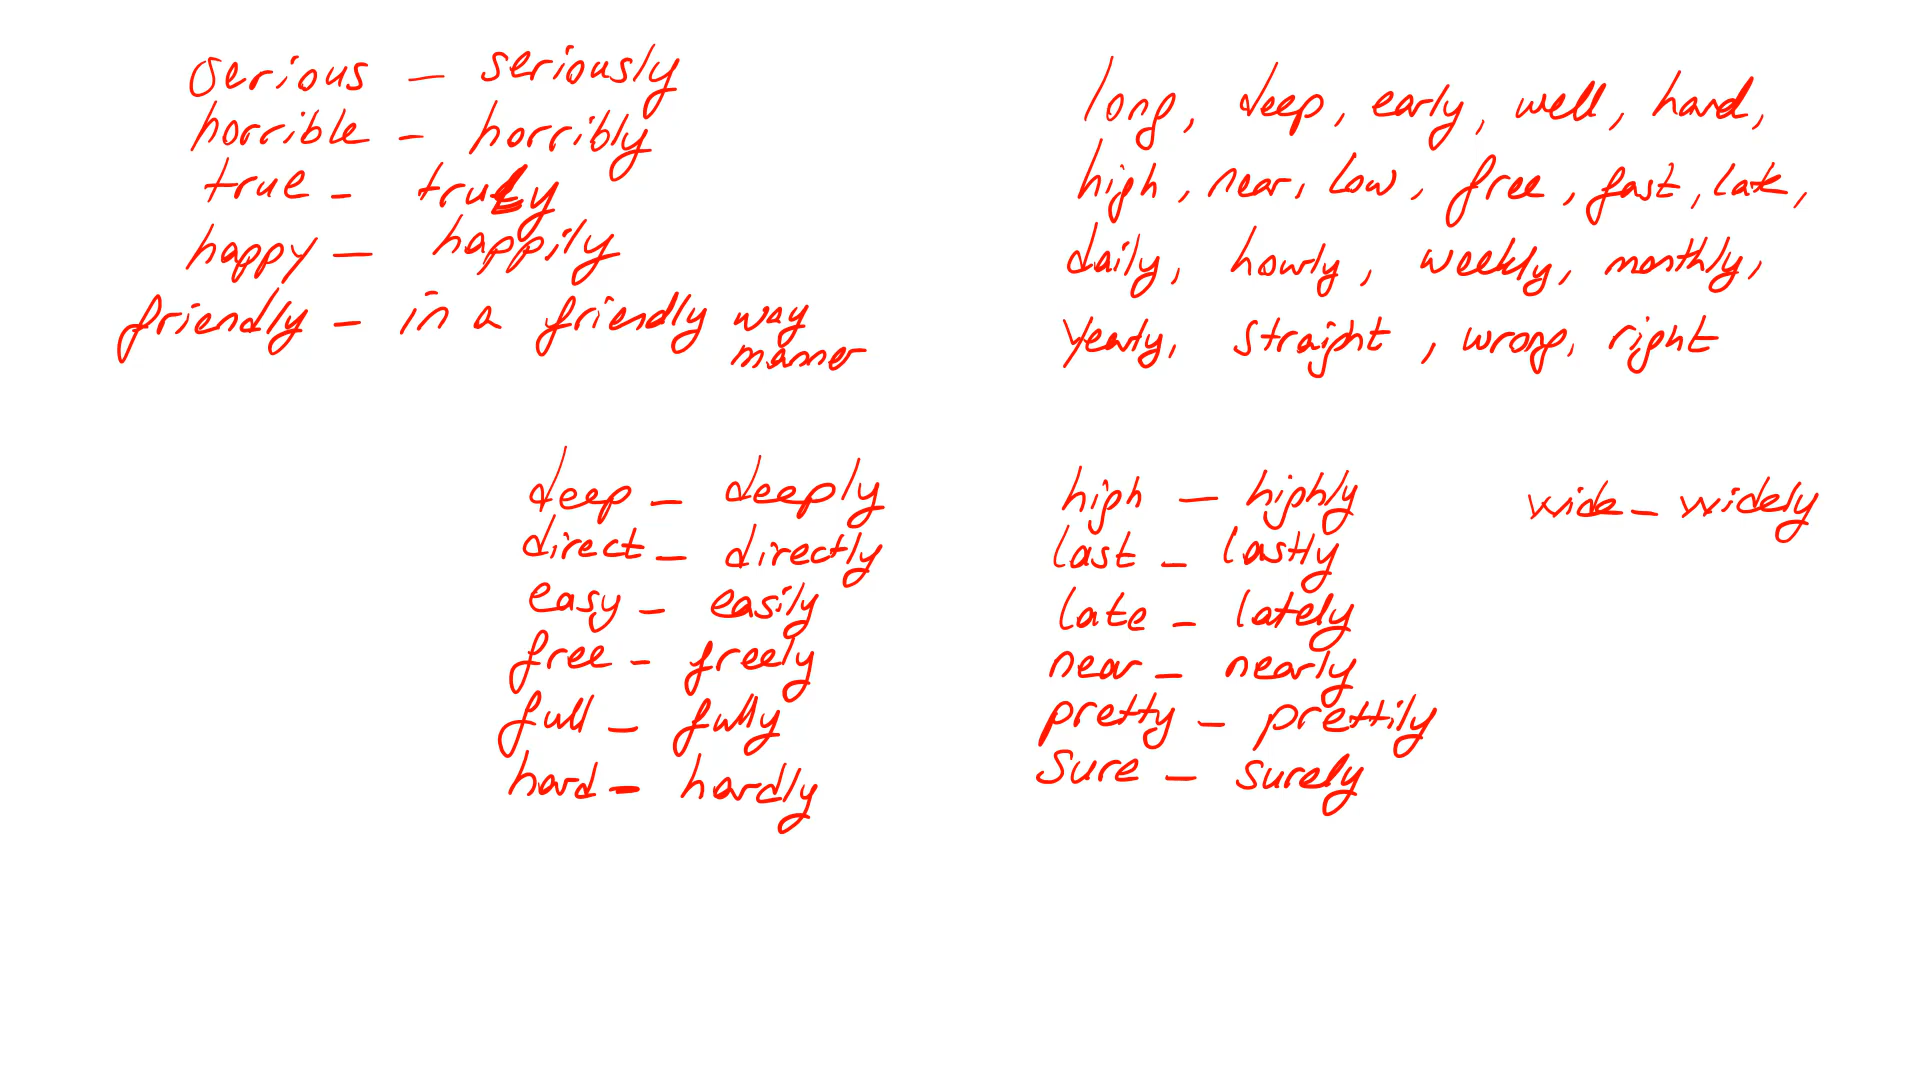 serious - seriously
horrible - horribly
true - truly
happy - happily
friendly - in a friendly way
manner
long, deep, early, well, hard,
high, near, low, free, fast, late,
daily, hourly, weekly, monthly,
yearly, straight, wrong, right
deep - deeply
direct - directly
easy - easily
free - freely
full - fully
hard - hardly
high - highly
last - lastly
late - lately
near - nearly
pretty - prettily
sure - surely
wide - widely